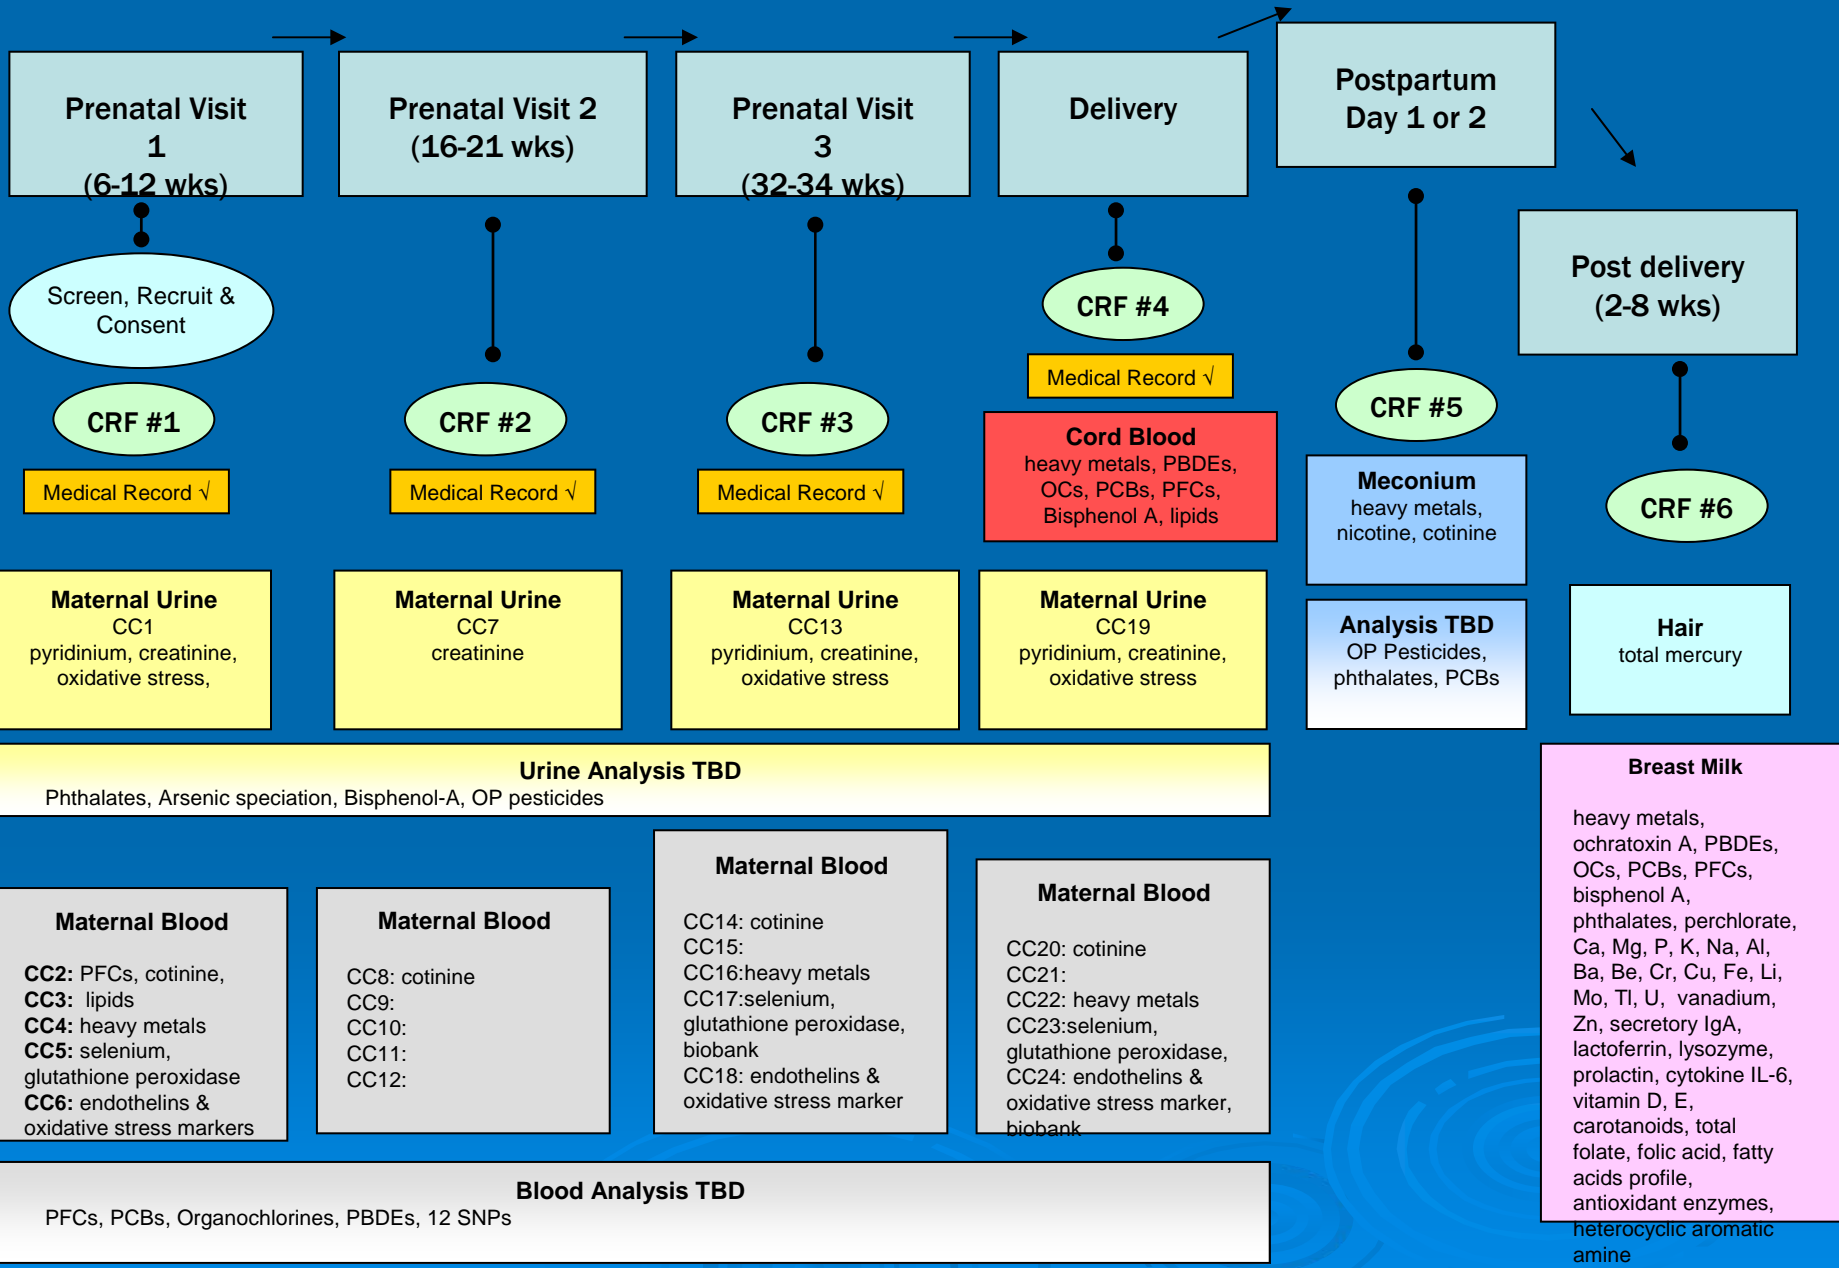 Prenatal Visit
1
(6-12 wks)
Prenatal Visit 2
(16-21 wks)
Prenatal Visit
3
(32-34 wks)
Delivery
Postpartum
Day 1 or 2
Post delivery
(2-8 wks)
Screen, Recruit &
Consent
CRF #1
Medical Record √
CRF #2
Medical Record √
CRF #3
Medical Record √
CRF #4
Medical Record √
Cord Blood
heavy metals, PBDEs,
OCs, PCBs, PFCs,
Bisphenol A, lipids
CRF #5
Meconium
heavy metals,
nicotine, cotinine
Analysis TBD
OP Pesticides,
phthalates, PCBs
CRF #6
Hair
total mercury
Maternal Urine
CC1
pyridinium, creatinine,
oxidative stress,
Maternal Urine
CC7
creatinine
Maternal Urine
CC13
pyridinium, creatinine,
oxidative stress
Maternal Urine
CC19
pyridinium, creatinine,
oxidative stress
Urine Analysis TBD
Phthalates, Arsenic speciation, Bisphenol-A, OP pesticides
Maternal Blood
CC2: PFCs, cotinine,
CC3: lipids
CC4: heavy metals
CC5: selenium,
glutathione peroxidase
CC6: endothelins &
oxidative stress markers
Maternal Blood
CC8: cotinine
CC9:
CC10:
CC11:
CC12:
Maternal Blood
CC14: cotinine
CC15:
CC16:heavy metals
CC17:selenium,
glutathione peroxidase,
biobank
CC18: endothelins &
oxidative stress marker
Maternal Blood
CC20: cotinine
CC21:
CC22: heavy metals
CC23:selenium,
glutathione peroxidase,
CC24: endothelins &
oxidative stress marker,
biobank
Blood Analysis TBD
PFCs, PCBs, Organochlorines, PBDEs, 12 SNPs
Breast Milk
heavy metals,
ochratoxin A, PBDEs,
OCs, PCBs, PFCs,
bisphenol A,
phthalates, perchlorate,
Ca, Mg, P, K, Na, Al,
Ba, Be, Cr, Cu, Fe, Li,
Mo, Tl, U, vanadium,
Zn, secretory IgA,
lactoferrin, lysozyme,
prolactin, cytokine IL-6,
vitamin D, E,
carotanoids, total
folate, folic acid, fatty
acids profile,
antioxidant enzymes,
heterocyclic aromatic
amine